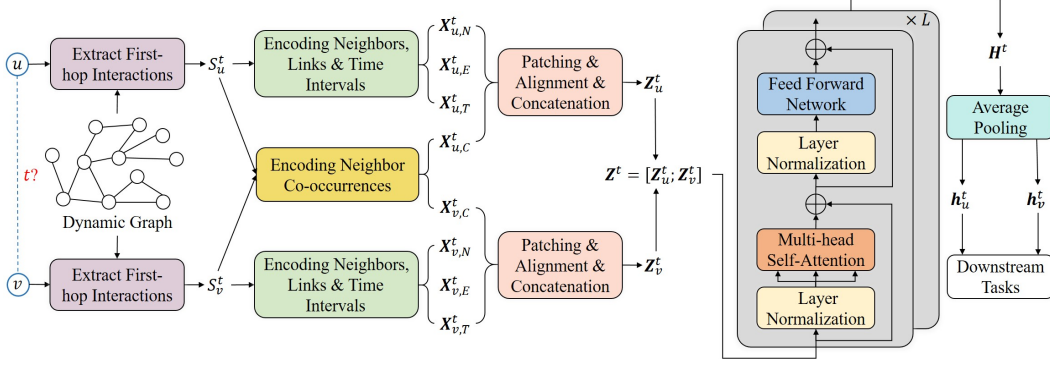 u
Extract First-
hop Interactions
S_u^t
Encoding Neighbors,
Links & Time
Intervals
X_{u,N}^t
X_{u,E}^t
X_{u,T}^t
X_{u,C}^t
Patching &
Alignment &
Concatenation
Z_u^t
t?
Dynamic Graph
Encoding Neighbor
Co-occurrences
Z^t = [Z_u^t; Z_v^t]
v
Extract First-
hop Interactions
S_v^t
Encoding Neighbors,
Links & Time
Intervals
X_{v,C}^t
X_{v,N}^t
X_{v,E}^t
X_{v,T}^t
Patching &
Alignment &
Concatenation
Z_v^t
× L
Feed Forward
Network
Layer
Normalization
Multi-head
Self-Attention
Layer
Normalization
H^t
Average
Pooling
h_u^t
h_v^t
Downstream
Tasks